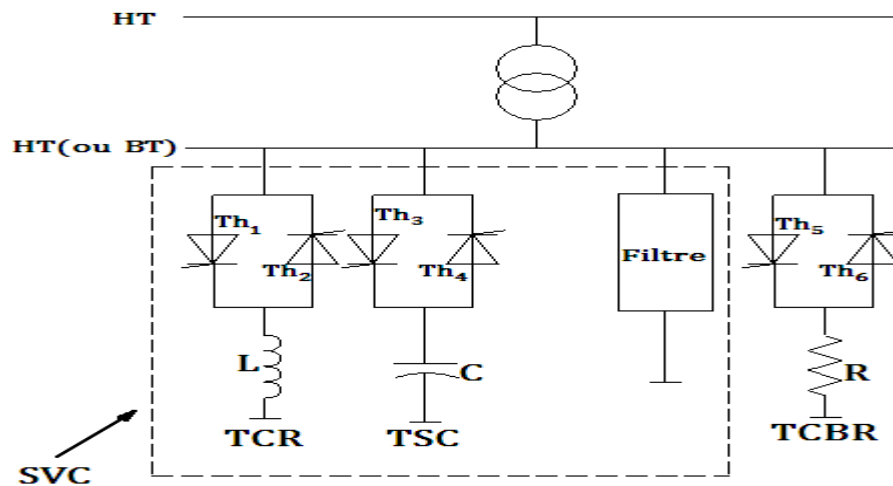 HT
HT(ou BT)
Th1
Th2
Th3
Th4
Filtre
Th5
Th6
L
C
R
TCR
TSC
TCBR
SVC